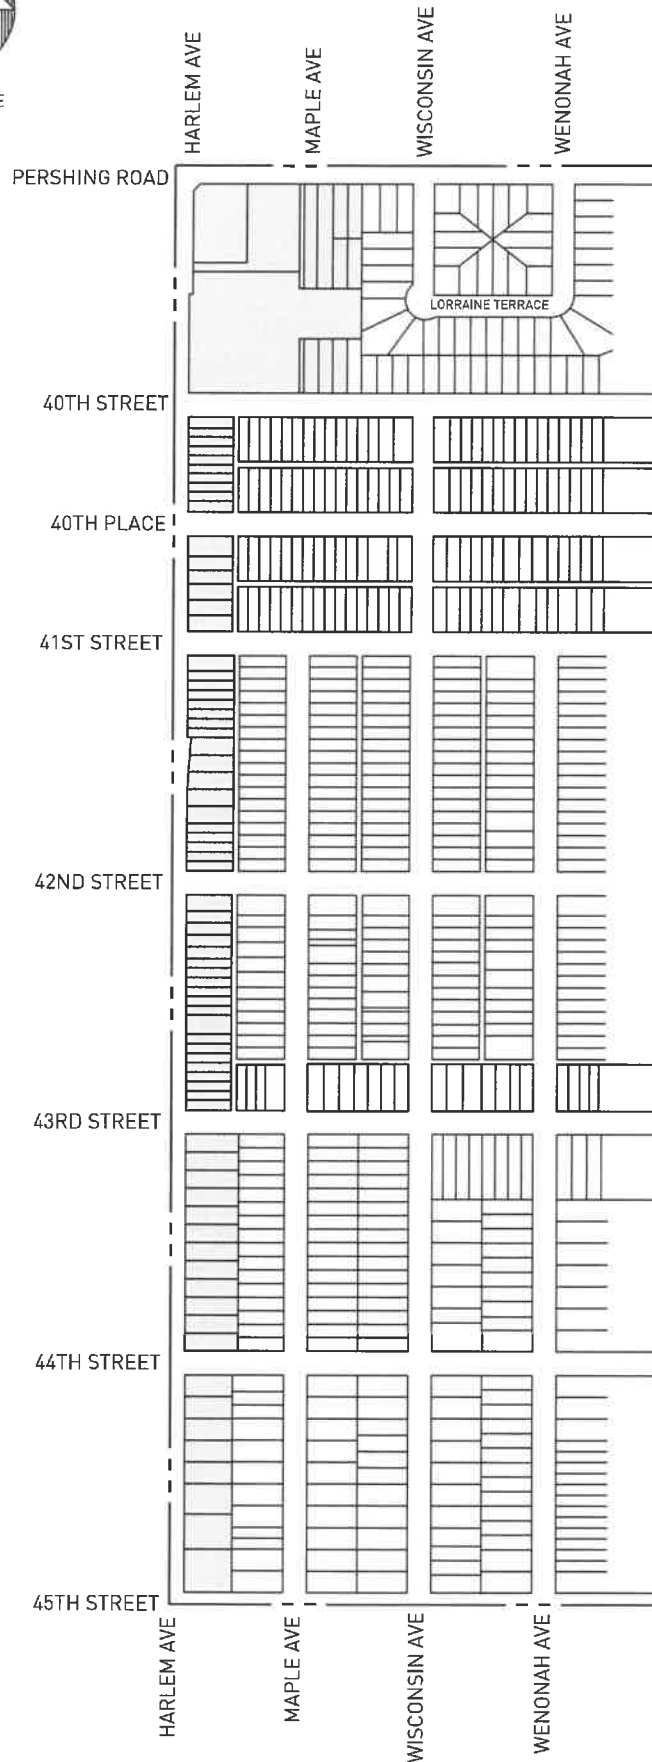 HARLEM AVE
MAPLE AVE
WISCONSIN AVE
WENONAH AVE
E
PERSHING ROAD
LORRAINE TERRACE
40TH STREET
40TH PLACE
41ST STREET
42ND STREET
43RD STREET
44TH STREET
45TH STREET
HARLEM AVE
MAPLE AVE
WISCONSIN AVE
WENONAH AVE